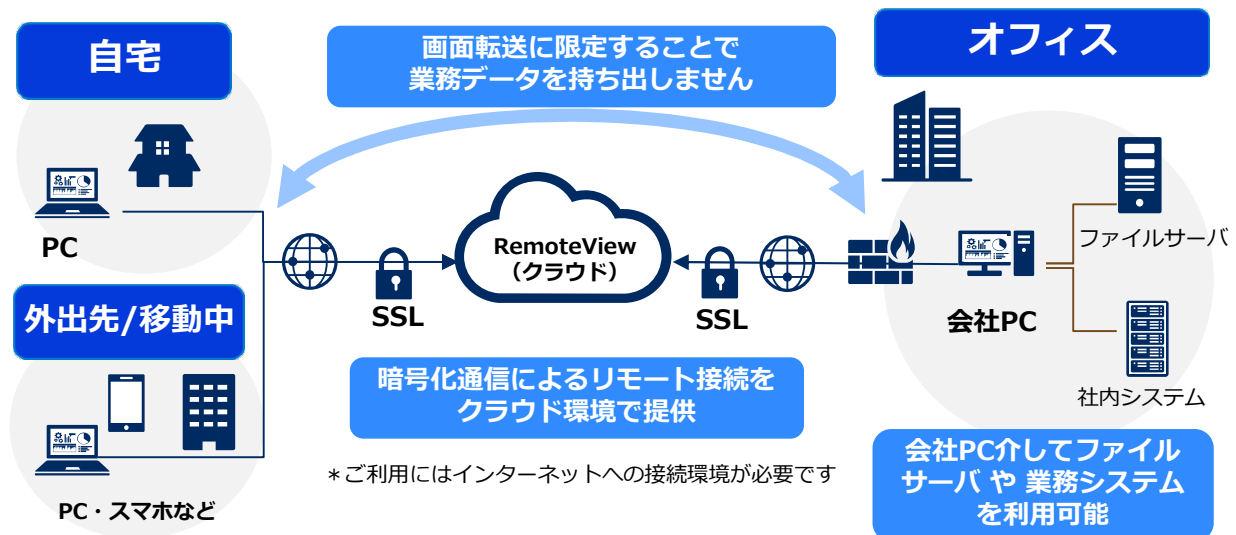 自宅
画面転送に限定することで
業務データを持ち出しません
オフィス
PC
RemoteView
（クラウド）
ファイルサーバ
SSL
SSL
会社PC
外出先/移動中
暗号化通信によるリモート接続を
クラウド環境で提供
社内システム
PC・スマホなど
＊ご利用にはインターネットへの接続環境が必要です
会社PC介してファイル
サーバ や 業務システム
を利用可能